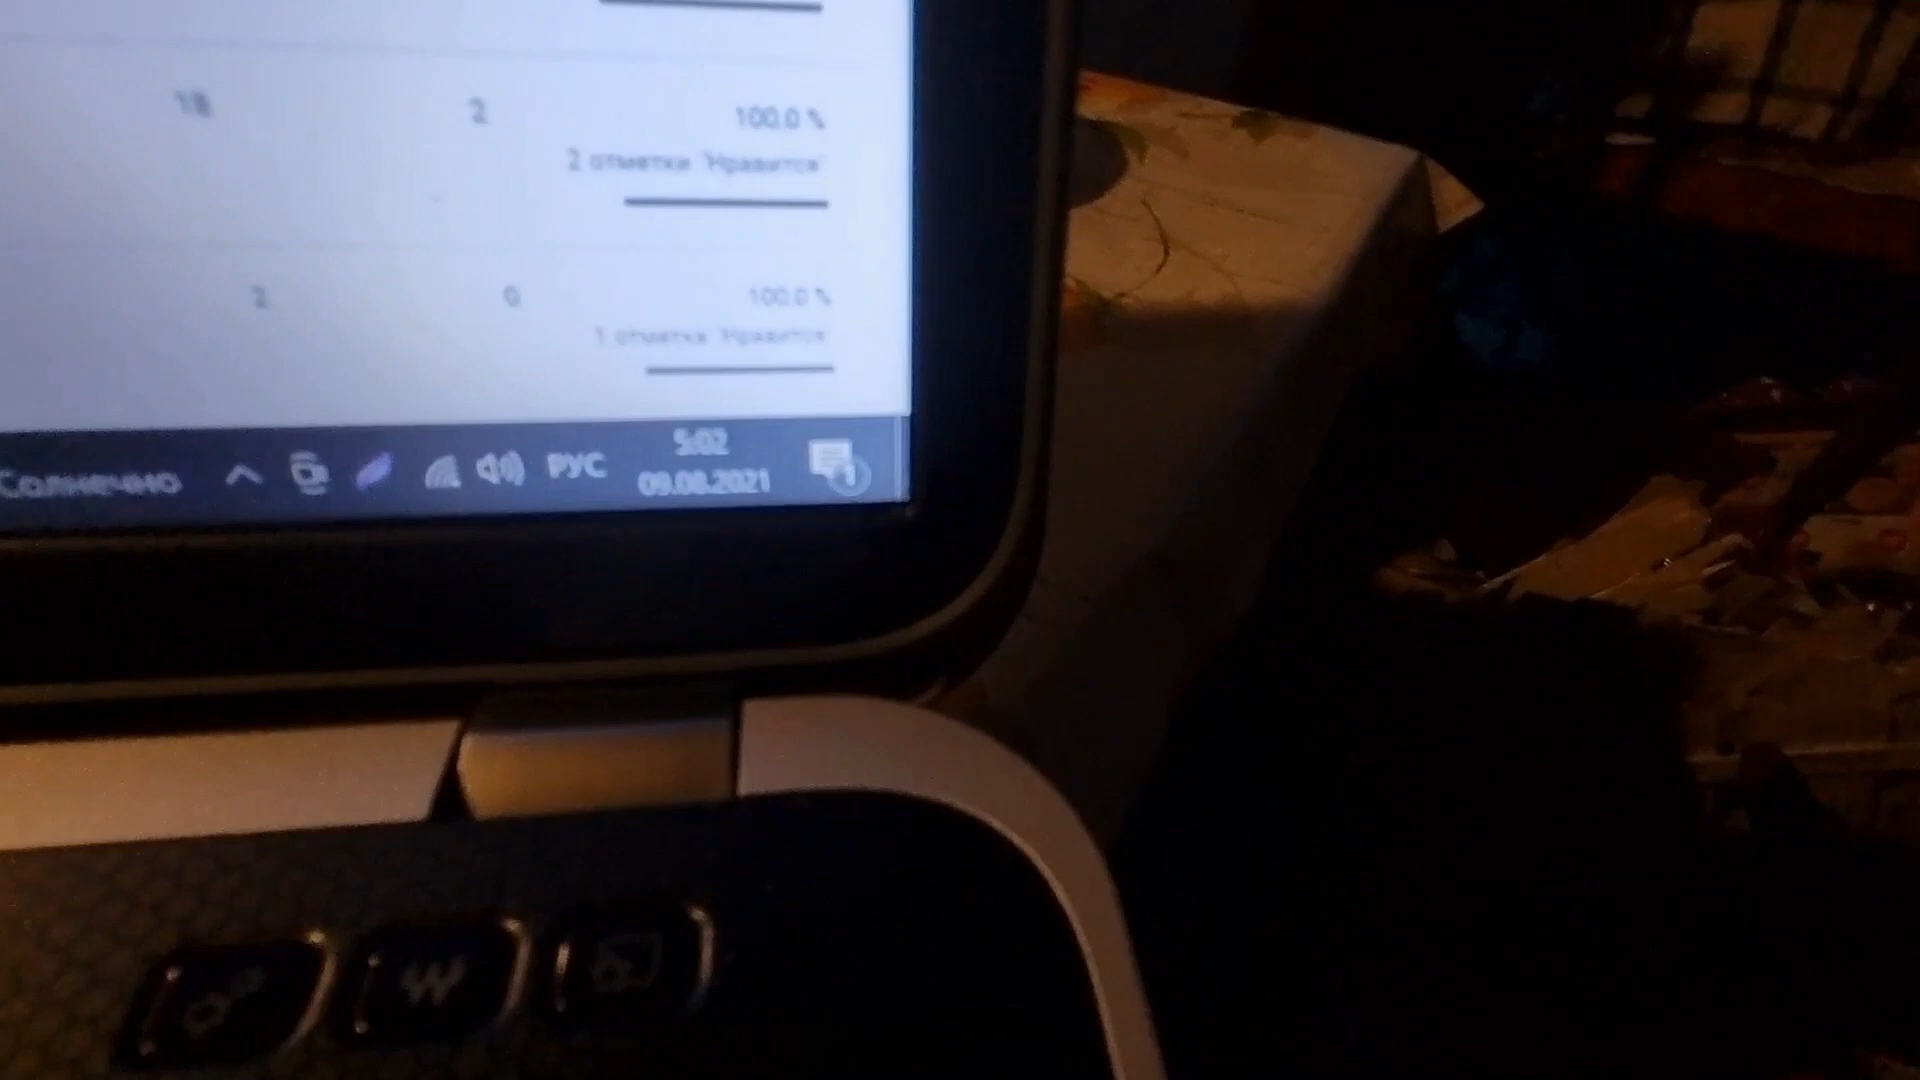 18 2 100.0 %
2 отметки "Нравится"
2 0 100.0 %
1 отметка "Нравится"
Солнечно РУС 5:02
09.08.2021 1
W